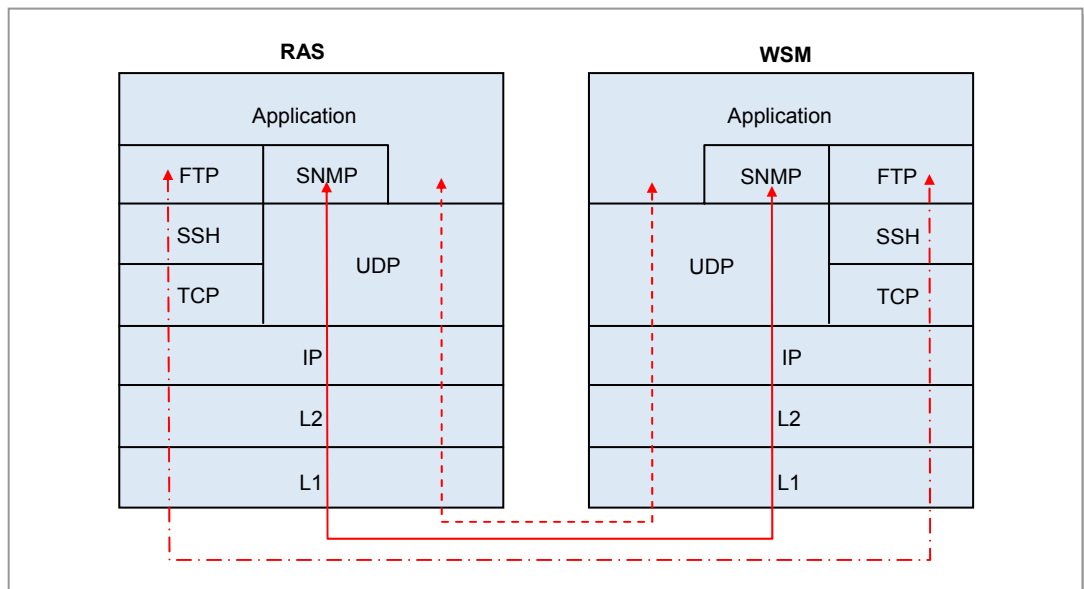 RAS
WSM
Application
Application
FTP
SNMP
SNMP
FTP
SSH
SSH
UDP
UDP
TCP
TCP
IP
IP
L2
L2
L1
L1